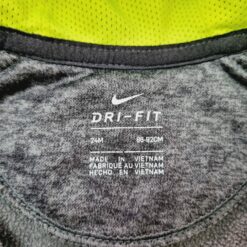 DRI-FIT
24M 86-92CM
MADE IN VIETNAM
FABRIQUÉ AU VIETNAM
HECHO EN VIETNAM